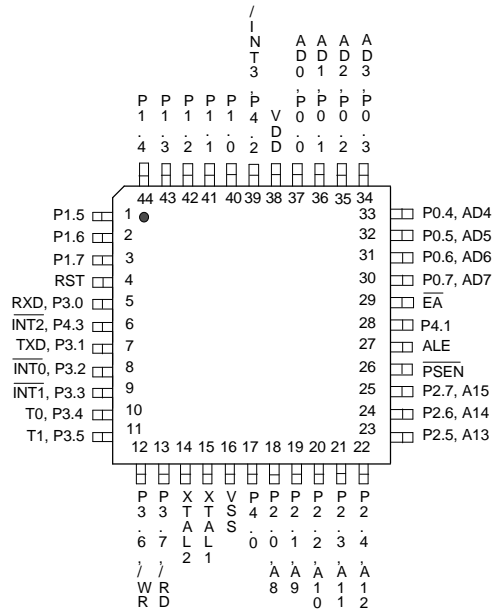 /INT3, P4.2
AD0, P0.0
AD1, P0.1
AD2, P0.2
AD3, P0.3
P1.4
P1.3
P1.2
P1.1
P1.0
VDD
44 43 42 41 40 39 38 37 36 35 34
P1.5 1
P1.6 2
P1.7 3
RST 4
RXD, P3.0 5
INT2, P4.3 6
TXD, P3.1 7
INT0, P3.2 8
INT1, P3.3 9
T0, P3.4 10
T1, P3.5 11
33 P0.4, AD4
32 P0.5, AD5
31 P0.6, AD6
30 P0.7, AD7
29 EA
28 P4.1
27 ALE
26 PSEN
25 P2.7, A15
24 P2.6, A14
23 P2.5, A13
12 13 14 15 16 17 18 19 20 21 22
P3.6, /WR
P3.7, /RD
XTAL2
XTAL1
VSS
P4.0
P2.0, A8
P2.1, A9
P2.2, A10
P2.3, A11
P2.4, A12